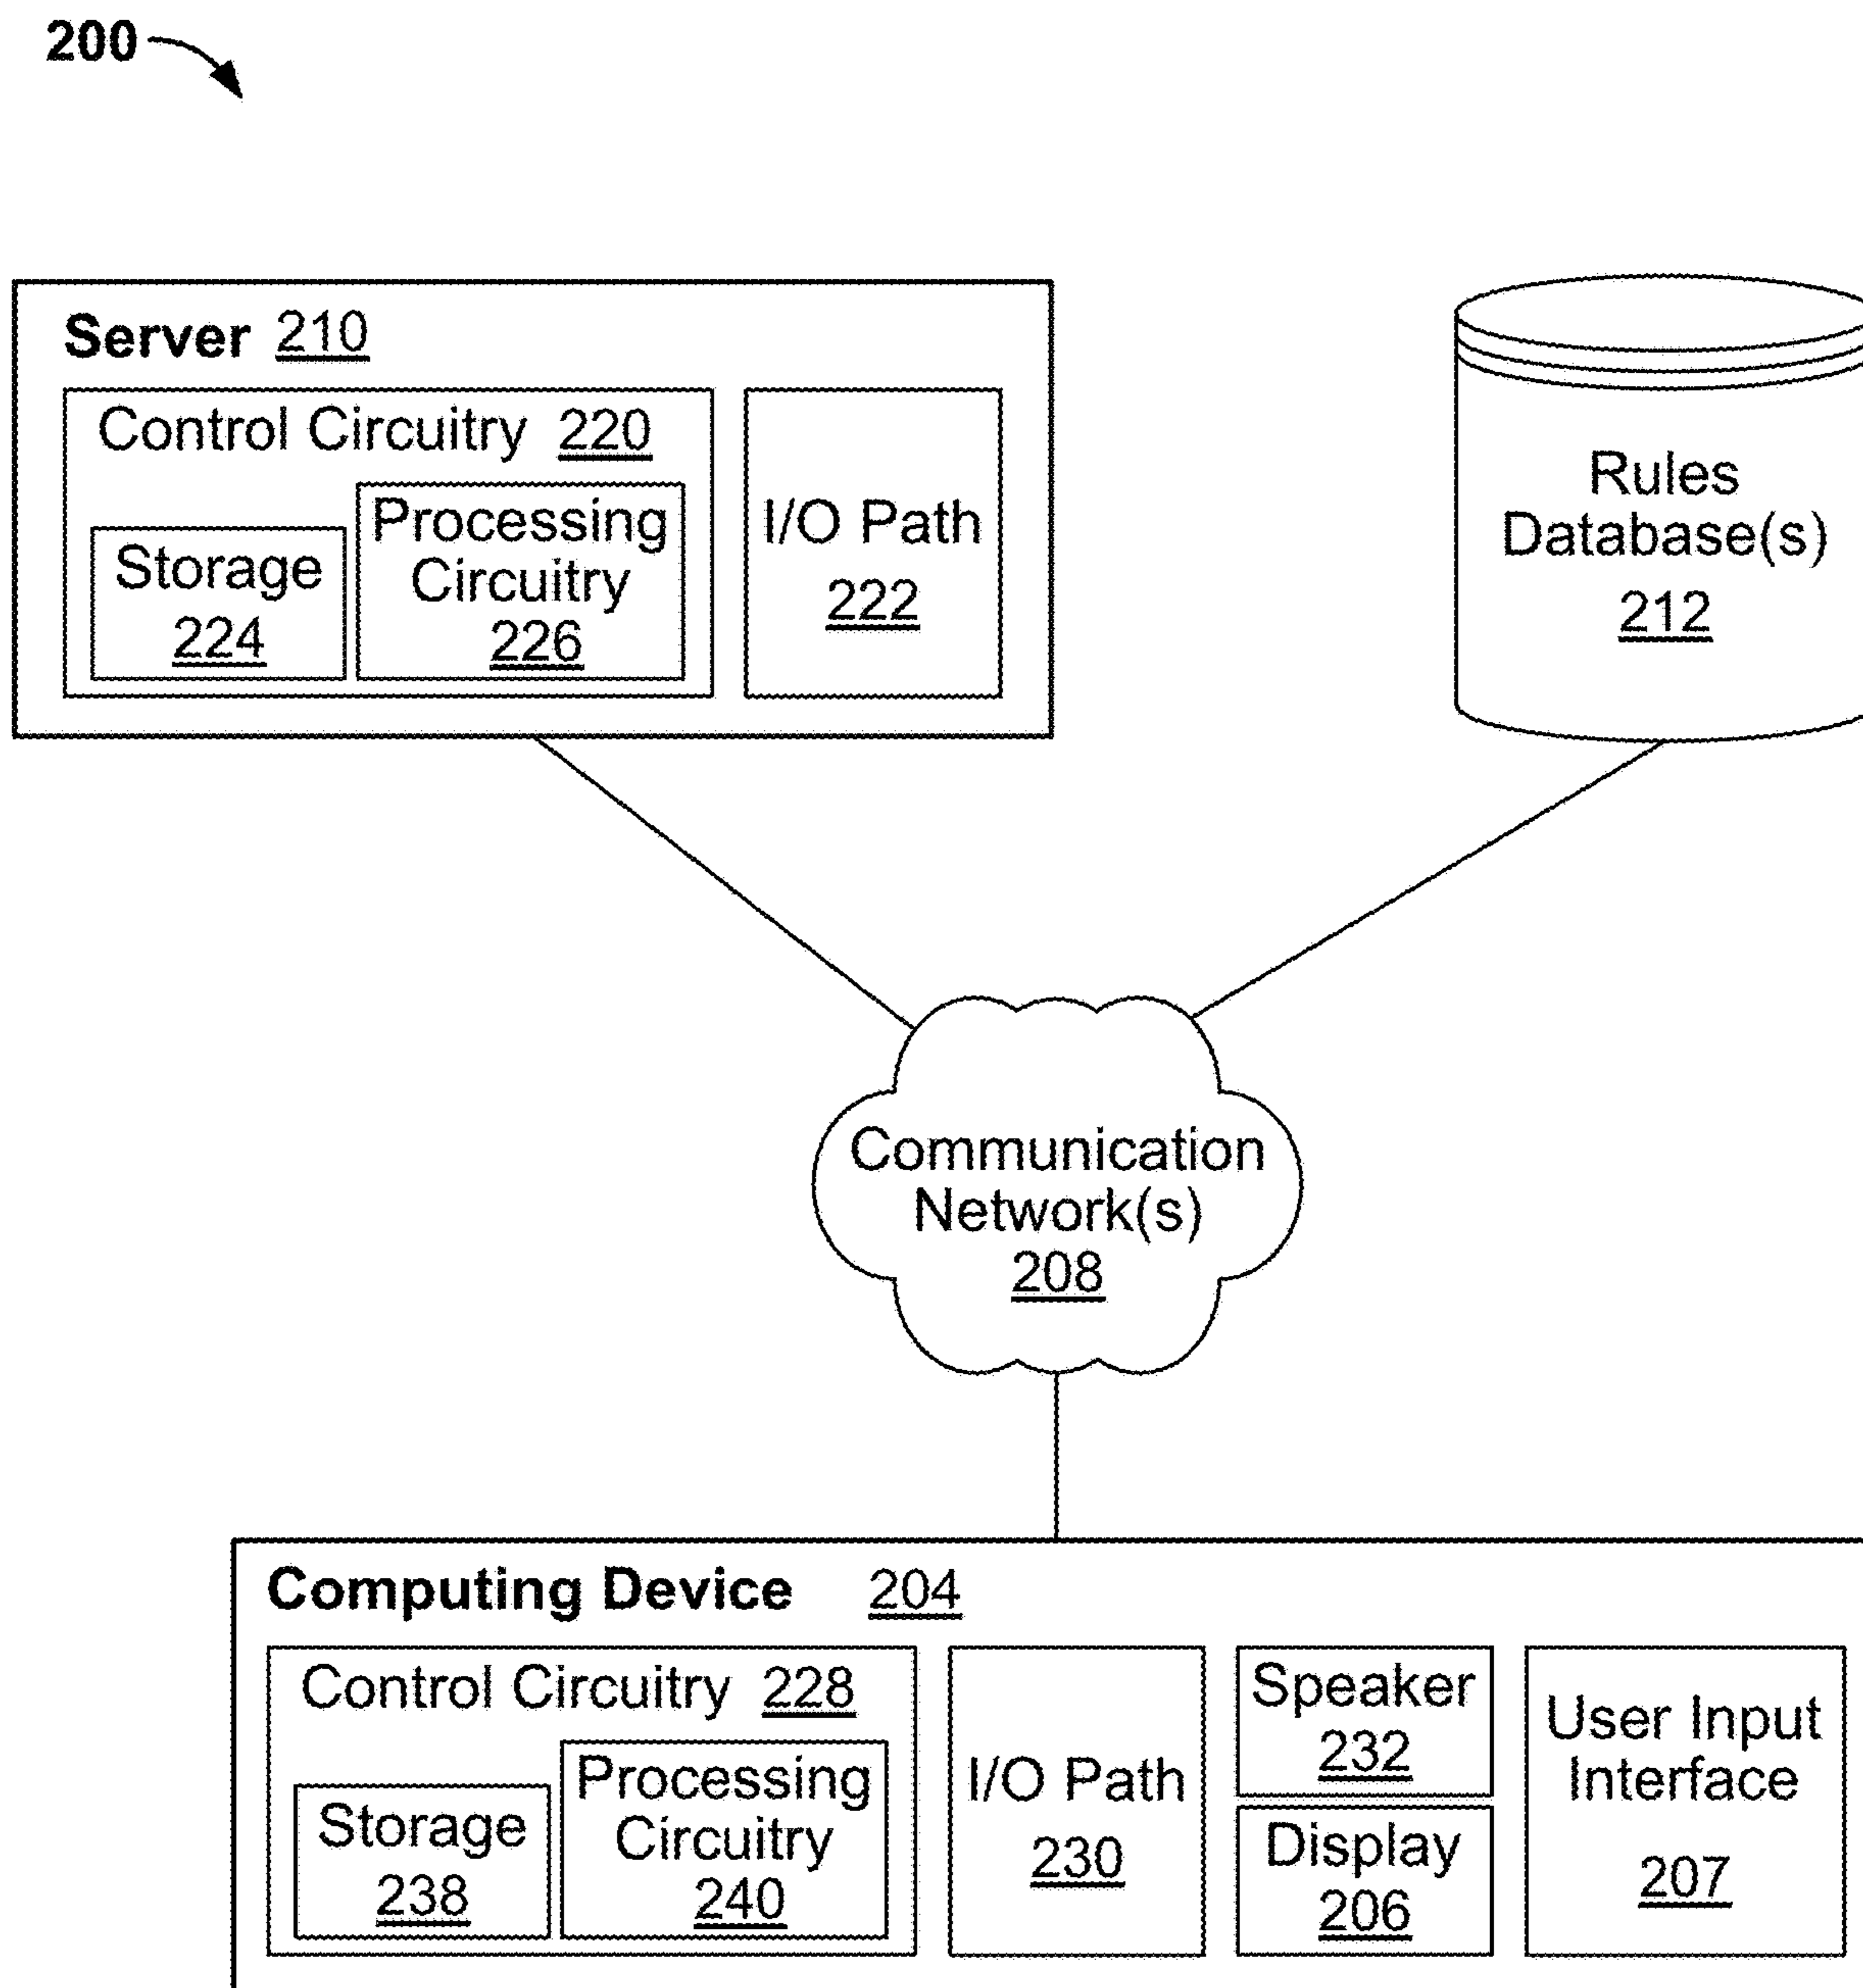 200
Server 210
Control Circuitry 220
Storage
224
Processing
Circuitry
226
I/O Path
222
Rules
Database(s)
212
Communication
Network(s)
208
Computing Device 204
Control Circuitry 228
Storage
238
Processing
Circuitry
240
I/O Path
230
Speaker
232
Display
206
User Input
Interface
207